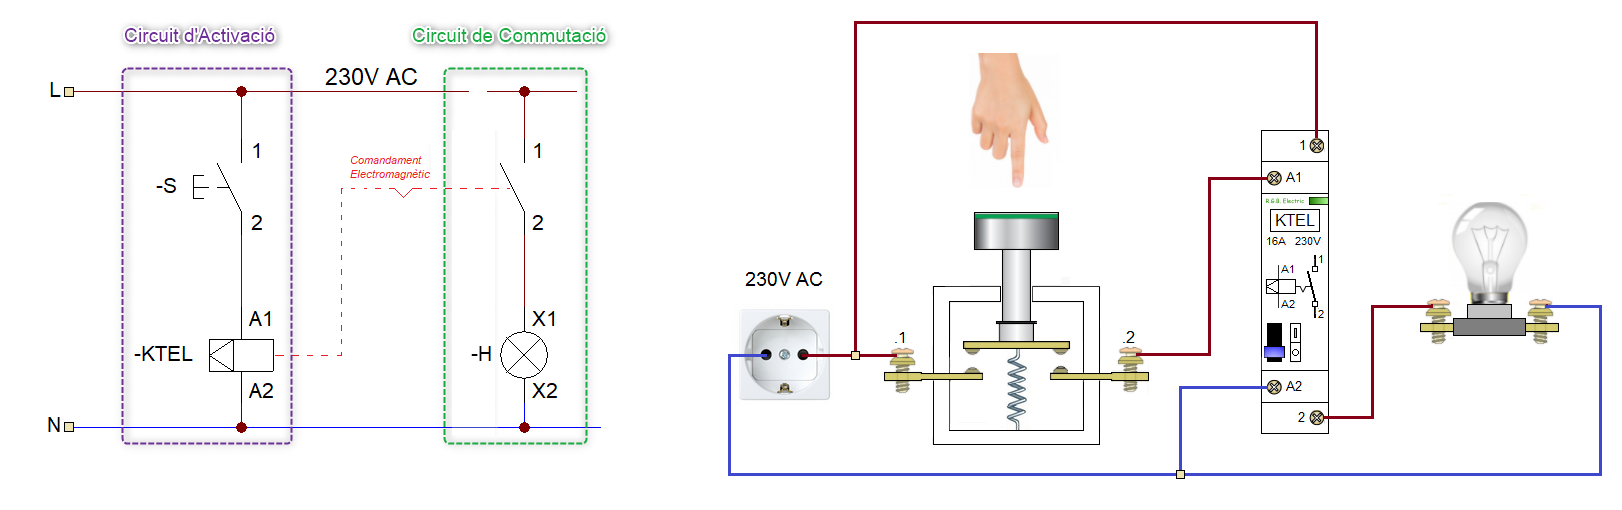 Circuit d'Activació
Circuit de Commutació
L
230V AC
1
-S
2
Comandament
Electromagnètic
1
2
A1
-KTEL
A2
X1
-H
X2
N
230V AC
.1
.2
1
A1
R.G.B. Electric
KTEL
16A 230V
A1
1
A2
2
A2
2